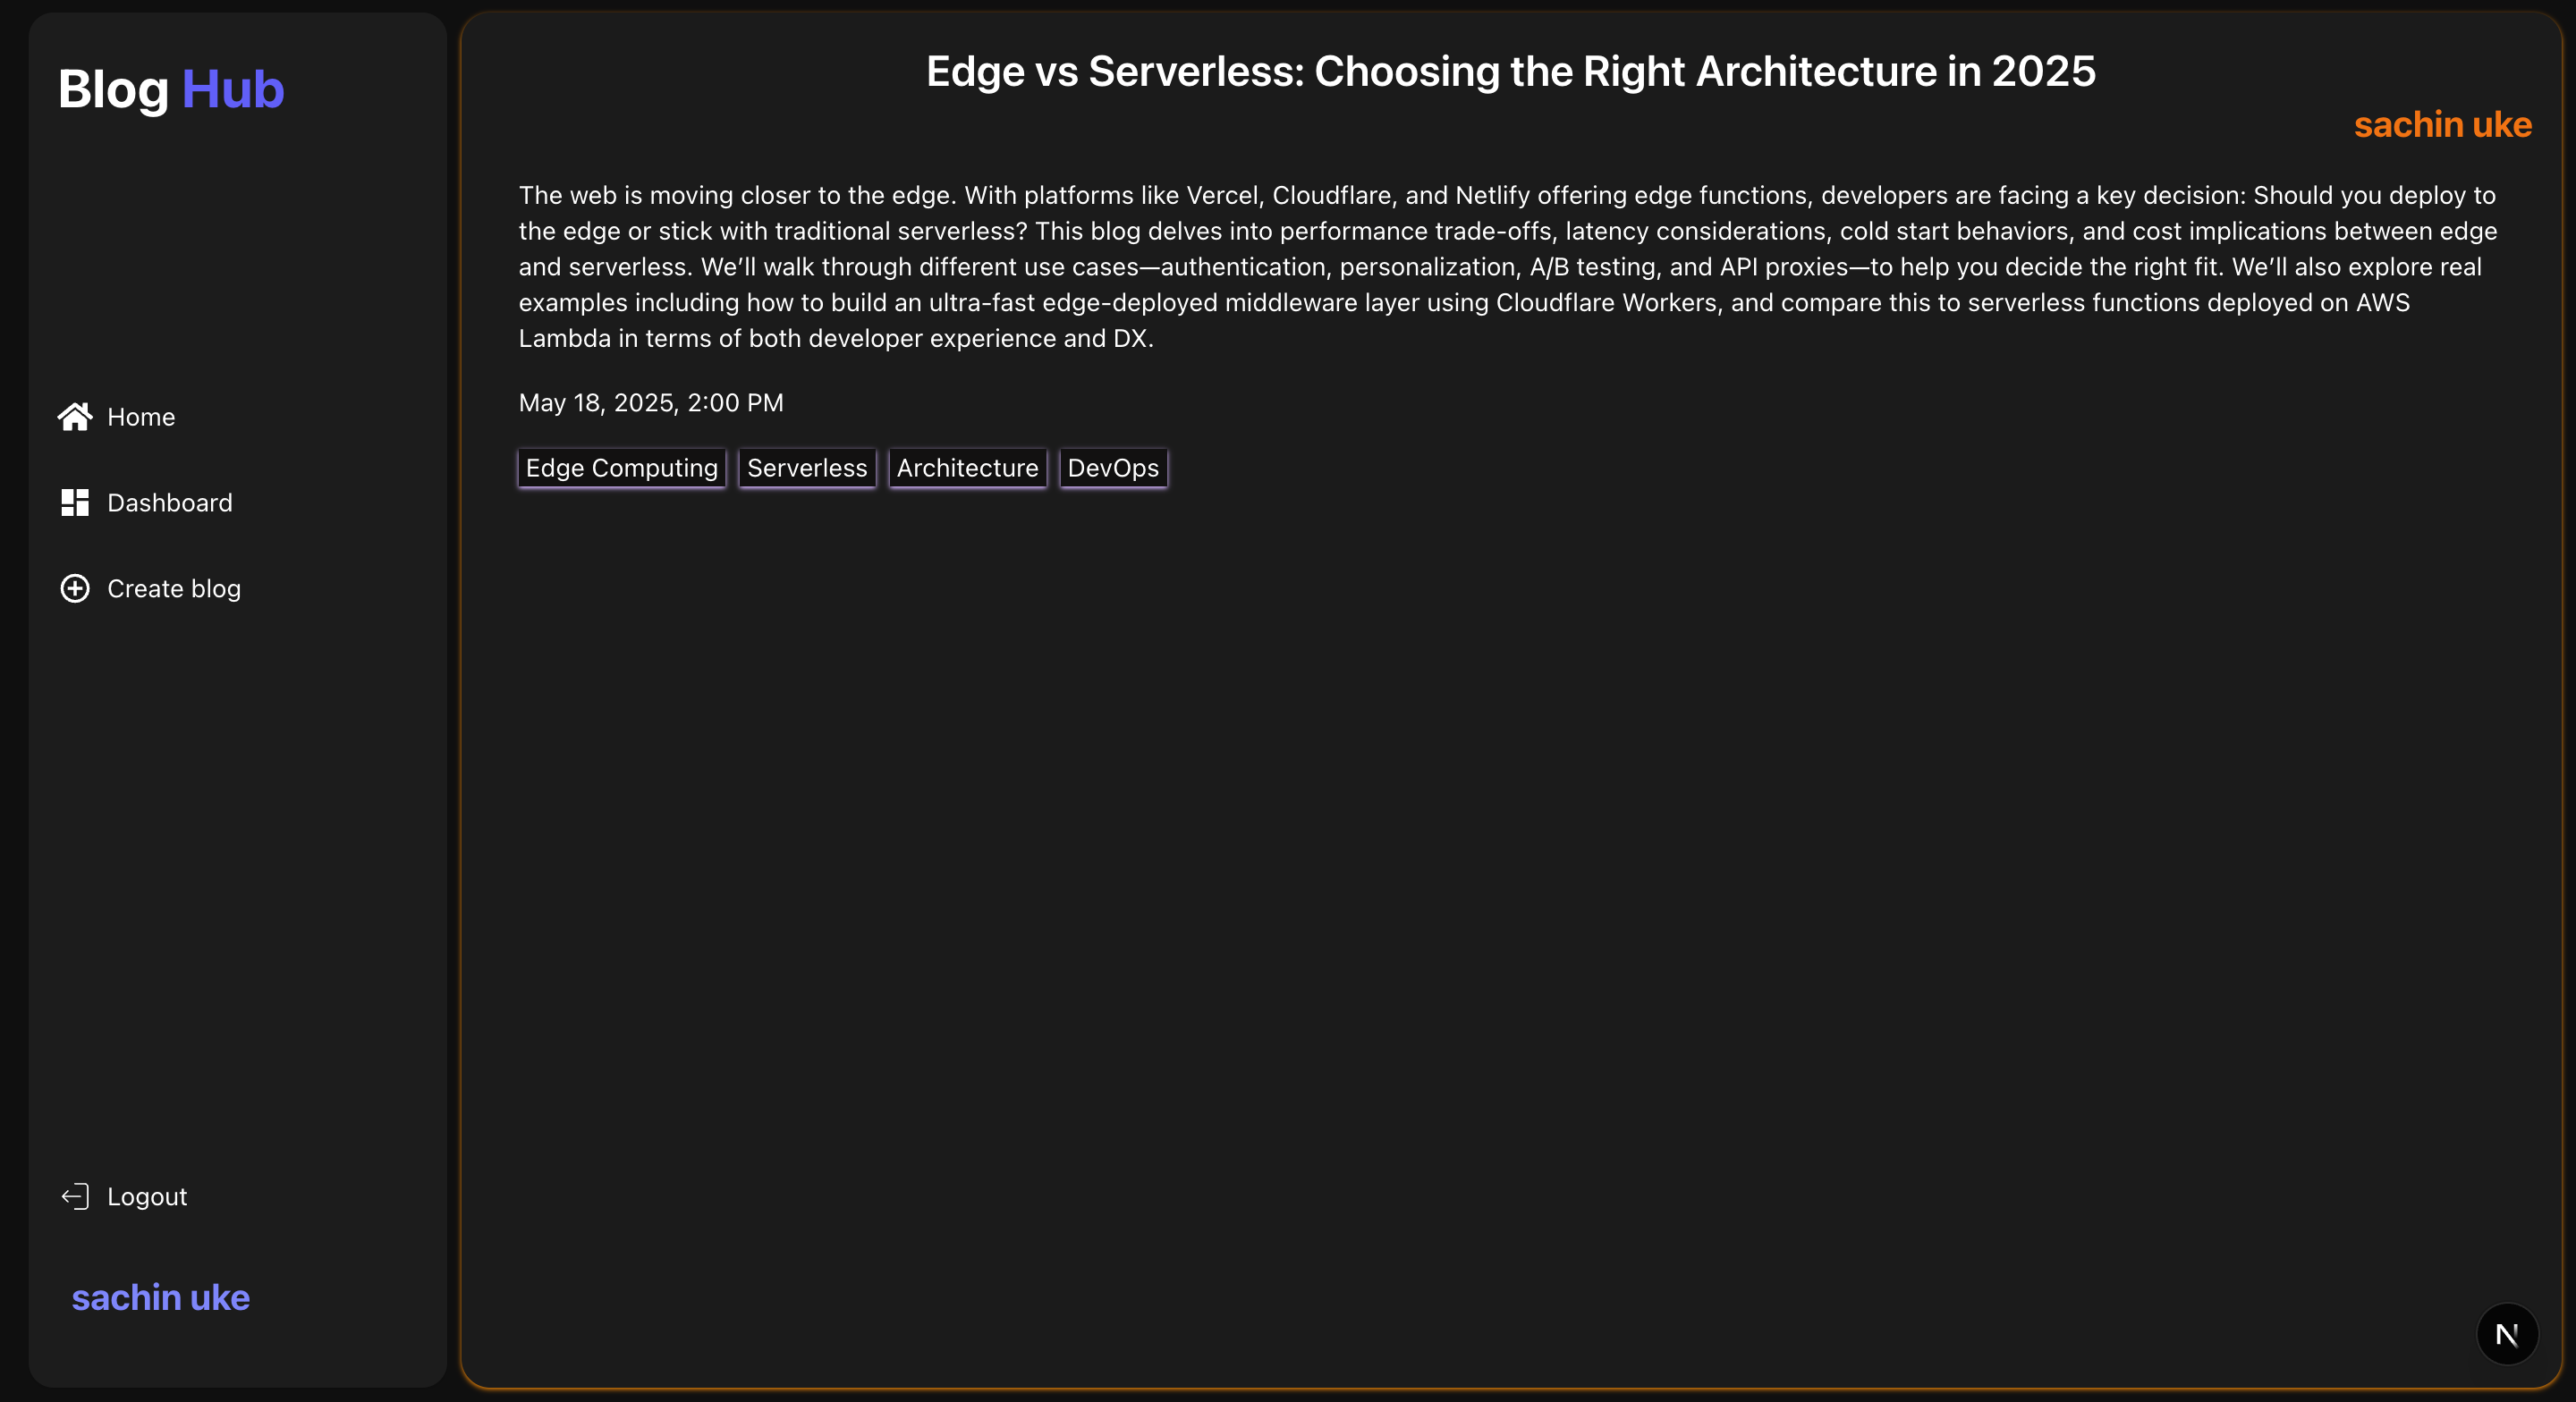 Blog Hub
Home
Dashboard
Create blog
Logout
sachin uke
Edge vs Serverless: Choosing the Right Architecture in 2025
sachin uke
The web is moving closer to the edge. With platforms like Vercel, Cloudflare, and Netlify offering edge functions, developers are facing a key decision: Should you deploy to
the edge or stick with traditional serverless? This blog delves into performance trade-offs, latency considerations, cold start behaviors, and cost implications between edge
and serverless. We’ll walk through different use cases—authentication, personalization, A/B testing, and API proxies—to help you decide the right fit. We’ll also explore real
examples including how to build an ultra-fast edge-deployed middleware layer using Cloudflare Workers, and compare this to serverless functions deployed on AWS
Lambda in terms of both developer experience and DX.
May 18, 2025, 2:00 PM
Edge Computing Serverless Architecture DevOps
N